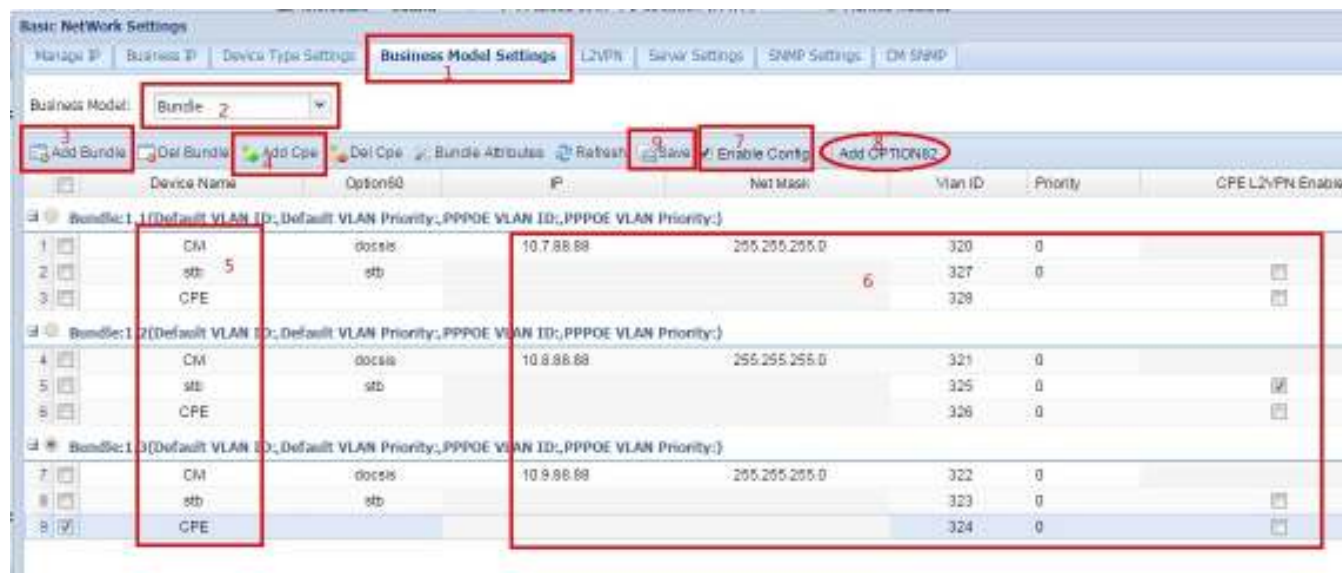 Basic NetWork Settings
Manage IP Business IP Device Type Settings Business Model Settings L2VPN Server Settings SNMP Settings CM SNMP
1
Business Model: Bundle 2
3 4 9 7 8
Add Bundle Del Bundle Add Cpe Del Cpe Bundle Attributes Refresh Save Enable Config Add OPTION82
Device Name Option60 IP Net Mask Vlan ID Priority CPE L2VPN Enable
Bundle:1.1(Default VLAN ID:,Default VLAN Priority:,PPPOE VLAN ID:,PPPOE VLAN Priority:)
1 CM docsis 10.7.88.88 255.255.255.0 320 0
2 stb 5 stb 6 327 0
3 CPE 328
Bundle:1.2(Default VLAN ID:,Default VLAN Priority:,PPPOE VLAN ID:,PPPOE VLAN Priority:)
4 CM docsis 10.8.88.88 255.255.255.0 321 0
5 stb stb 325 0
6 CPE 326 0
Bundle:1.3(Default VLAN ID:,Default VLAN Priority:,PPPOE VLAN ID:,PPPOE VLAN Priority:)
7 CM docsis 10.9.88.88 255.255.255.0 322 0
8 stb stb 323 0
9 CPE 324 0